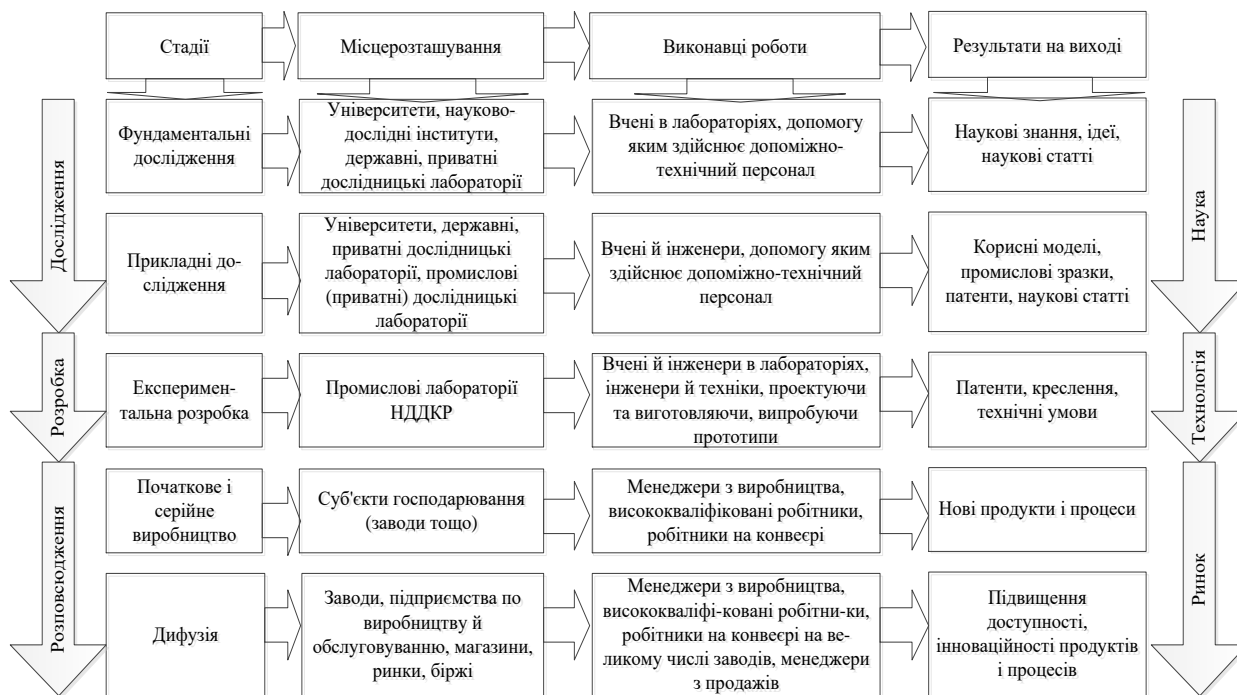 Стадії
Місцерозташування
Виконавці роботи
Результати на виході
Дослідження
Фундаментальні
дослідження
Університети, науково-
дослідні інститути,
державні, приватні
дослідницькі лабораторії
Вчені в лабораторіях, допомогу
яким здійснює допоміжно-
технічний персонал
Наукові знання, ідеї,
наукові статті
Наука
Прикладні до-
слідження
Університети, державні,
приватні дослідницькі
лабораторії, промислові
(приватні) дослідницькі
лабораторії
Вчені й інженери, допомогу яким
здійснює допоміжно-технічний
персонал
Корисні моделі,
промислові зразки,
патенти, наукові статті
Розробка
Експеримен-
тальна розробка
Промислові лабораторії
НДДКР
Вчені й інженери в лабораторіях,
інженери й техніки, проектуючи
та виготовляючи, випробуючи
прототипи
Патенти, креслення,
технічні умови
Технологія
Розповсюдження
Початкове і
серійне
виробництво
Суб'єкти господарювання
(заводи тощо)
Менеджери з виробництва,
висококваліфіковані робітники,
робітники на конвеєрі
Нові продукти і процеси
Ринок
Дифузія
Заводи, підприємства по
виробництву й
обслуговуванню, магазини,
ринки, біржі
Менеджери з виробництва,
висококваліфі-ковані робітни-ки,
робітники на конвеєрі на ве-
ликому числі заводів, менеджери
з продажів
Підвищення
доступності,
інноваційності продуктів
і процесів